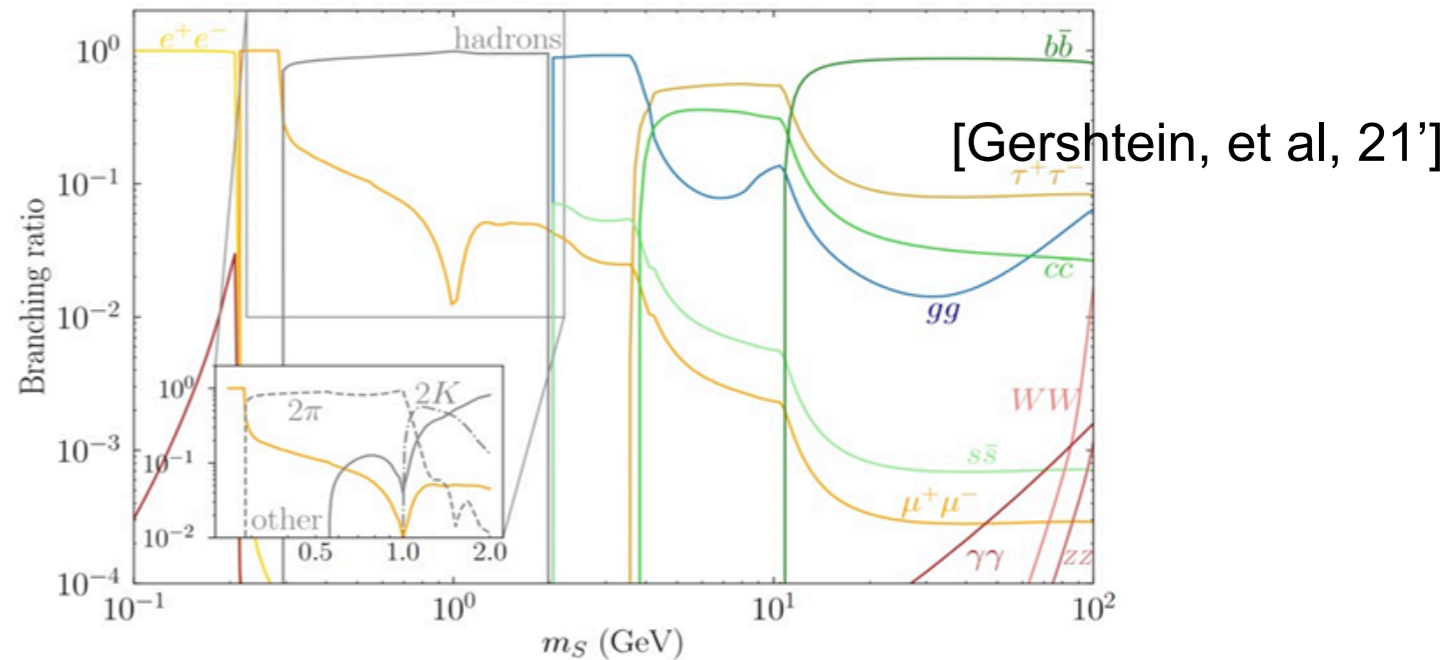 Branching ratio
10⁰
10⁻¹
10⁻²
10⁻³
10⁻⁴
e⁺e⁻
hadrons
bb̄
[Gershtein, et al, 21']
τ⁺τ⁻
cc
gg
WW
ss̄
μ⁺μ⁻
γγ
zz
10⁰
10⁻¹
10⁻²
2π
2K
other
0.5 1.0 2.0
10⁻¹ 10⁰ 10¹ 10²
m_S (GeV)